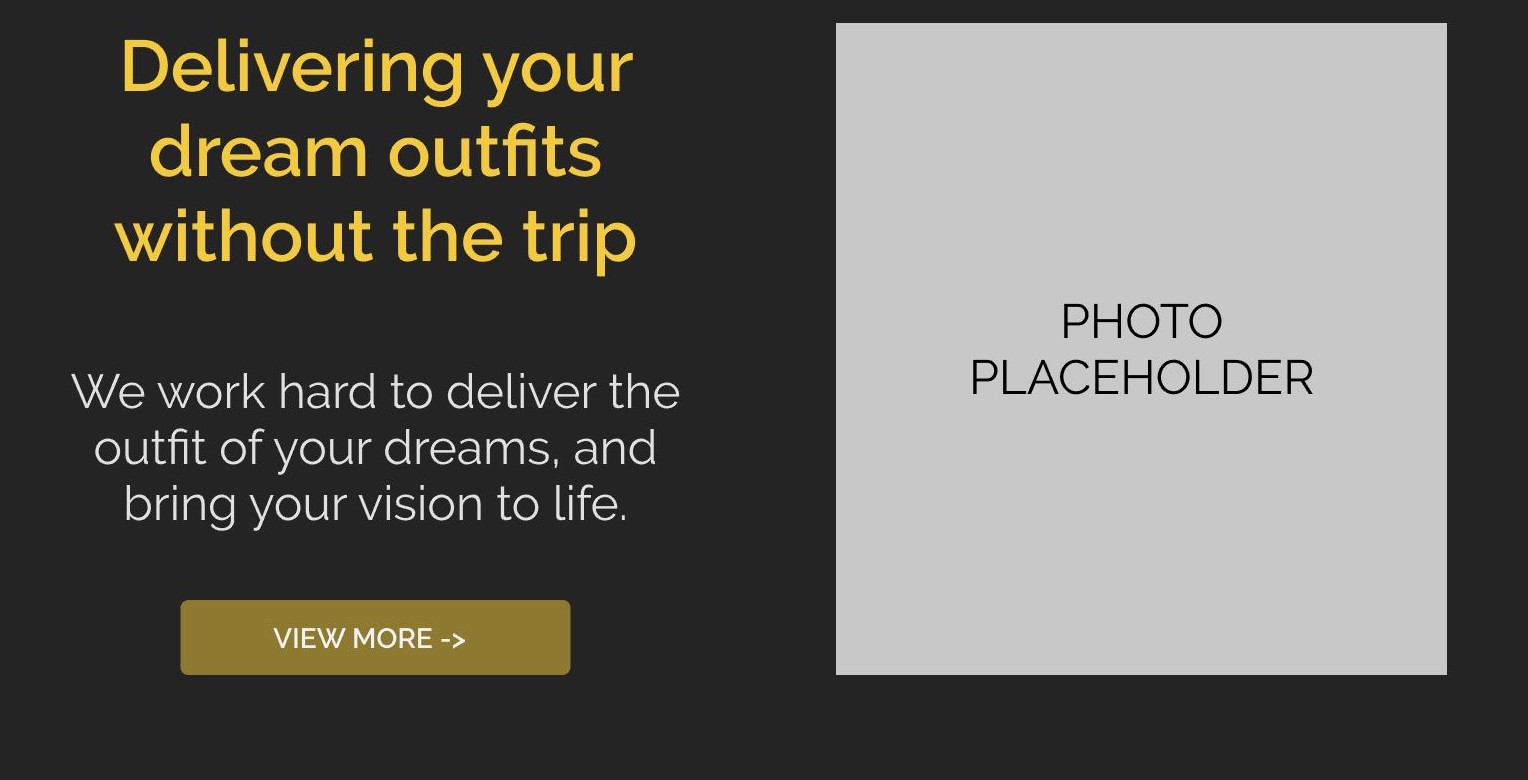 Delivering your
dream outfits
without the trip
We work hard to deliver the
outfit of your dreams, and
bring your vision to life.
VIEW MORE ->
PHOTO
PLACEHOLDER